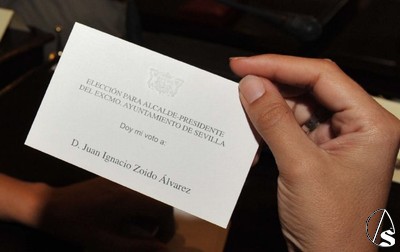 ELECCIÓN PARA ALCALDE-PRESIDENTE
DEL EXCMO. AYUNTAMIENTO DE SEVILLA
Doy mi voto a:
D. Juan Ignacio Zoido Álvarez